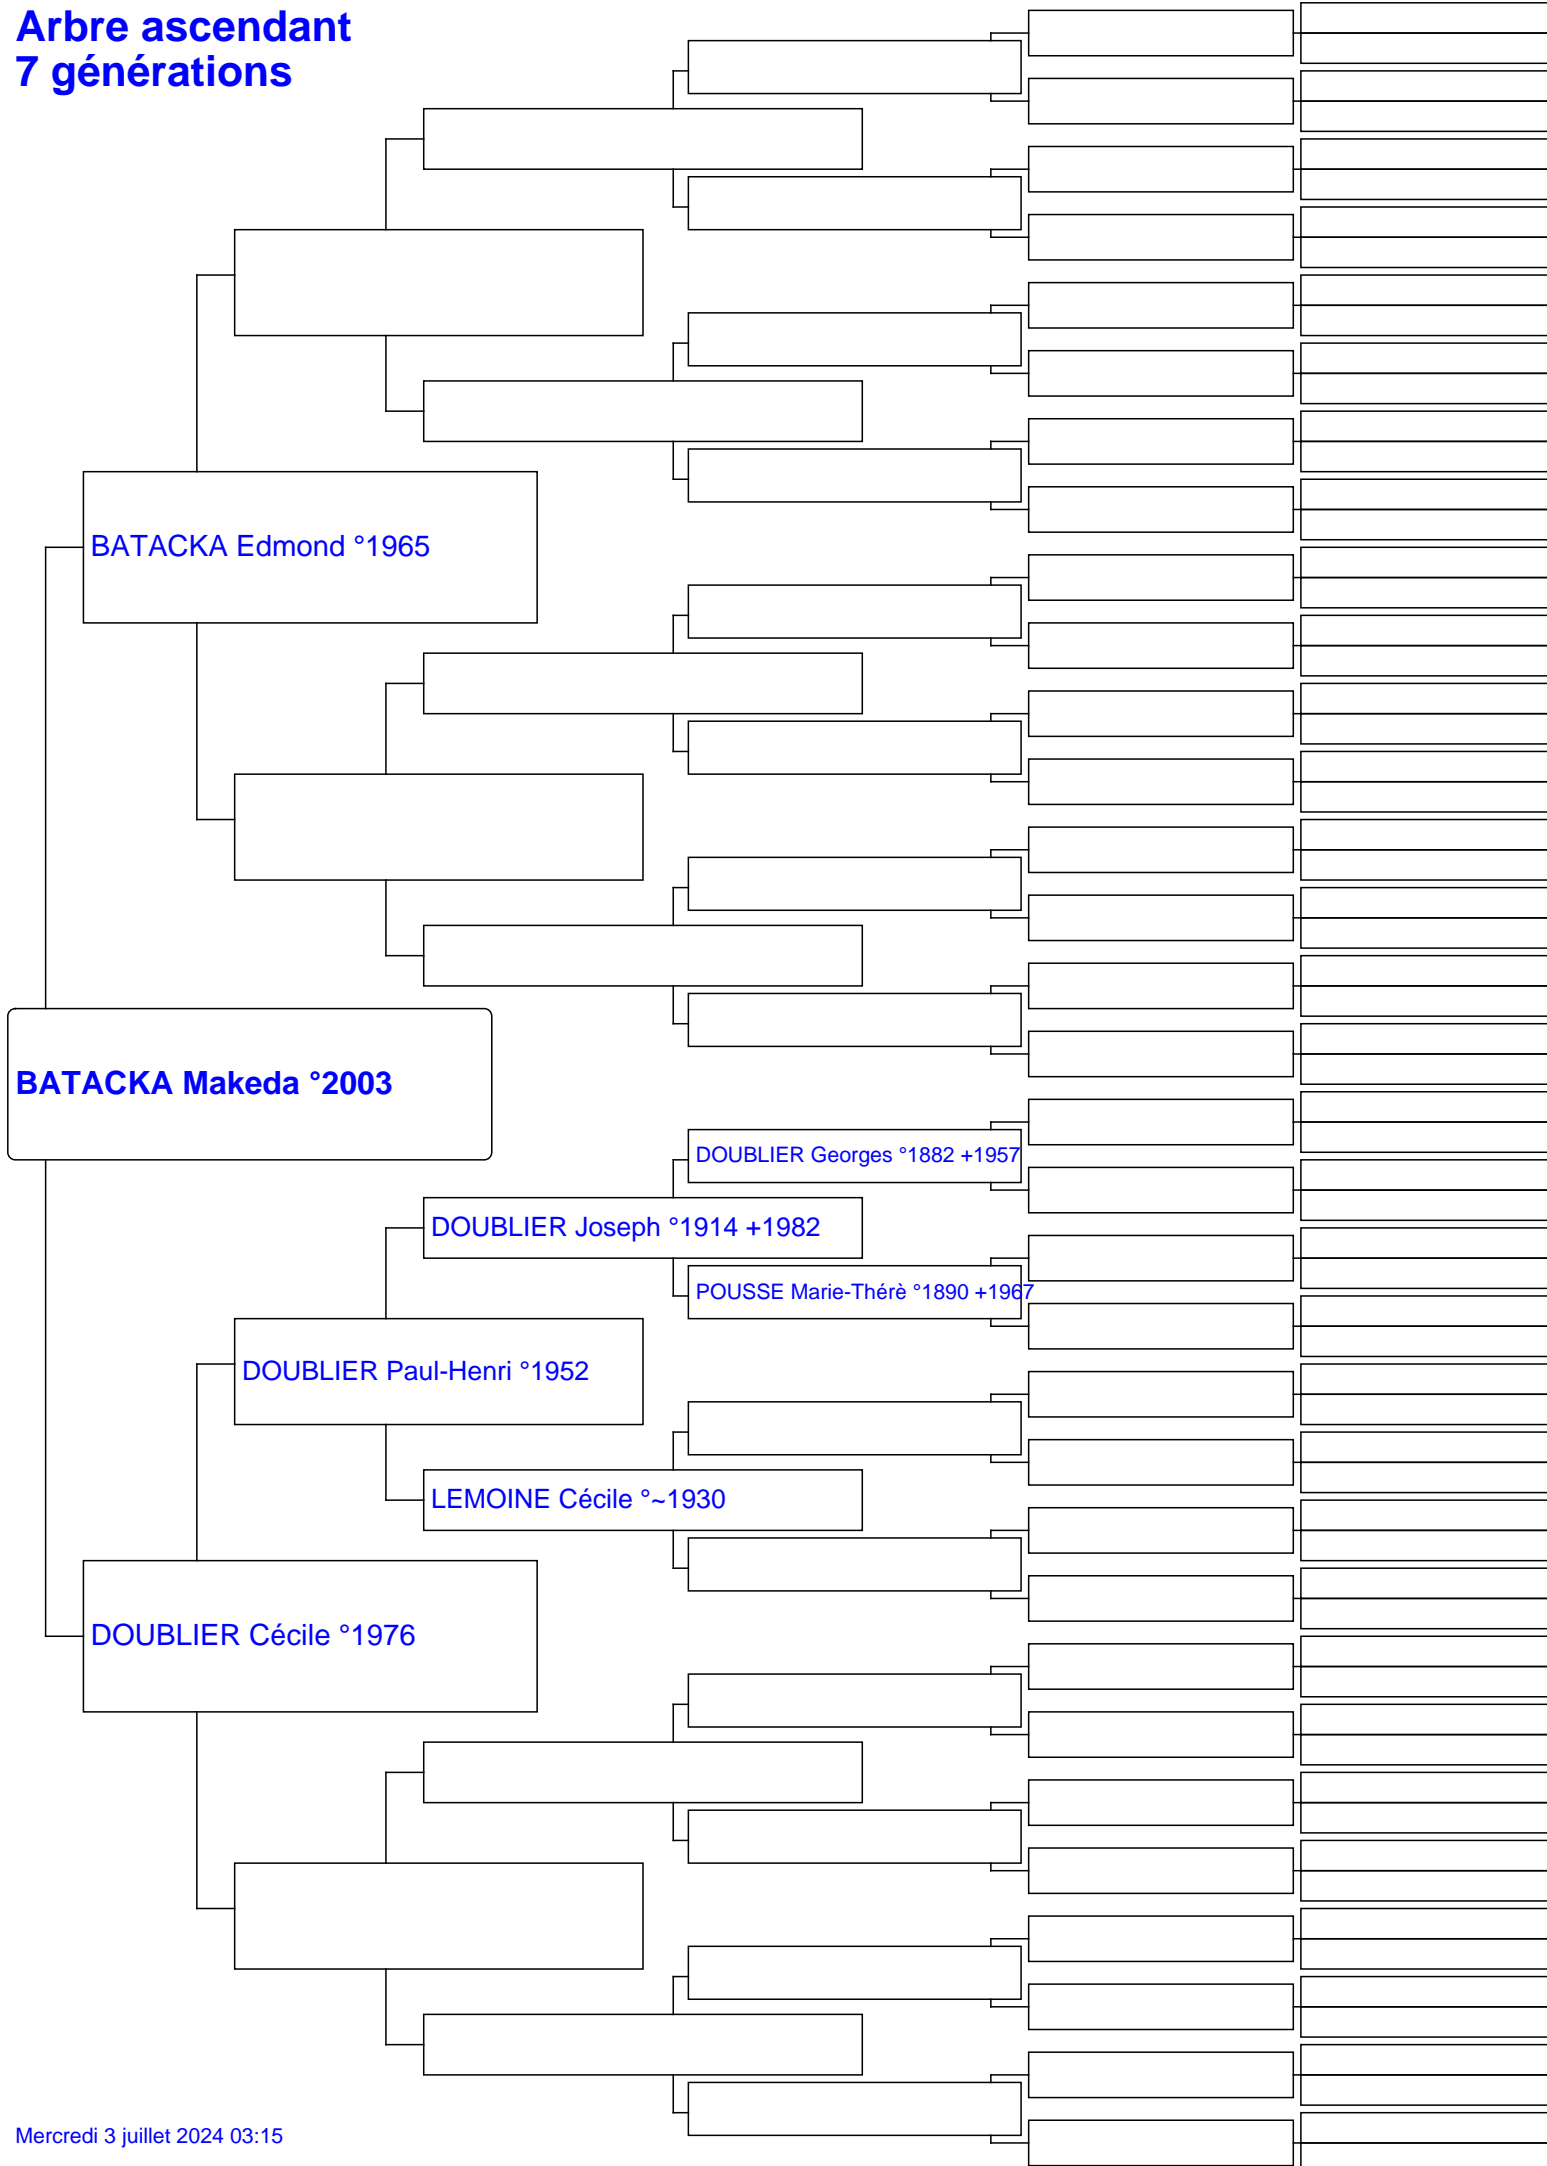 Arbre ascendant
7 générations
BATACKA Edmond °1965
BATACKA Makeda °2003
DOUBLIER Georges °1882 +1957
DOUBLIER Joseph °1914 +1982
POUSSE Marie-Thérè °1890 +1967
DOUBLIER Paul-Henri °1952
LEMOINE Cécile °~1930
DOUBLIER Cécile °1976
Mercredi 3 juillet 2024 03:15